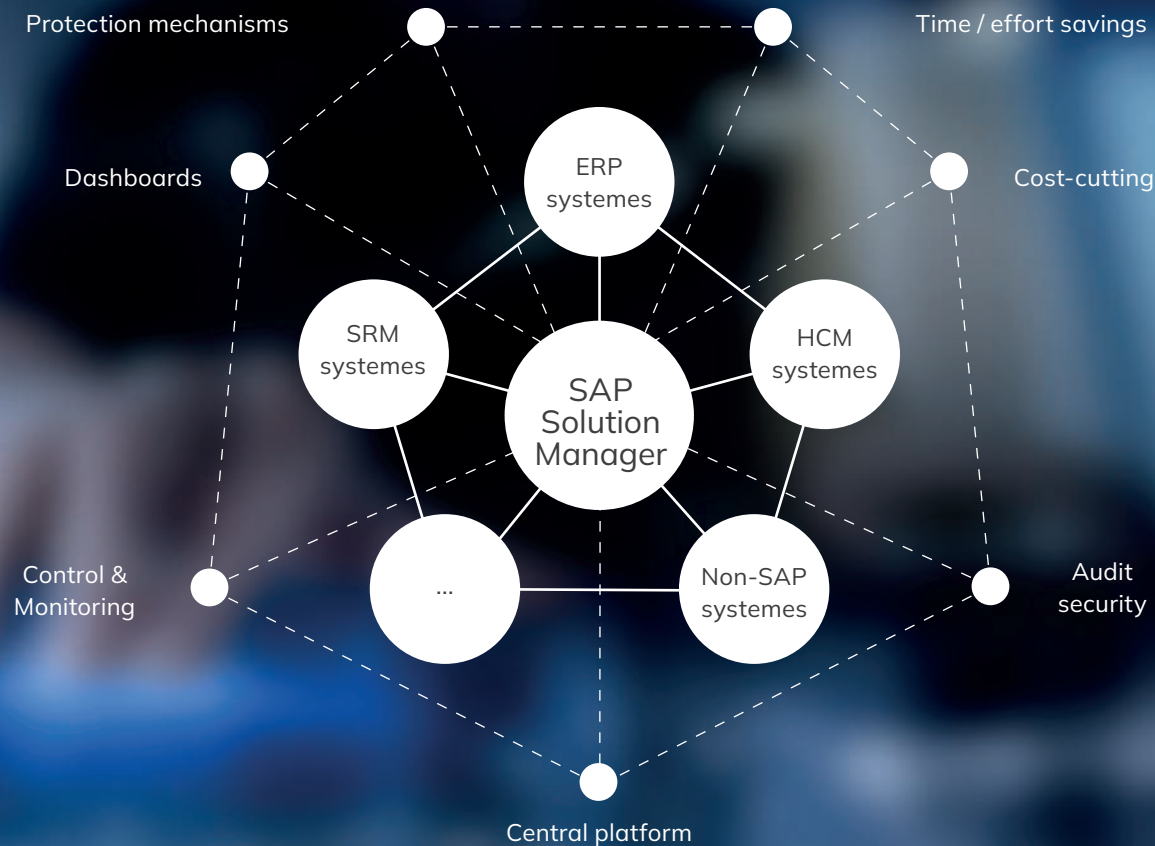 Protection mechanisms
Time / effort savings
Dashboards
Cost-cutting
ERP
systemes
SRM
systemes
HCM
systemes
SAP
Solution
Manager
...
Non-SAP
systemes
Control &
Monitoring
Audit
security
Central platform